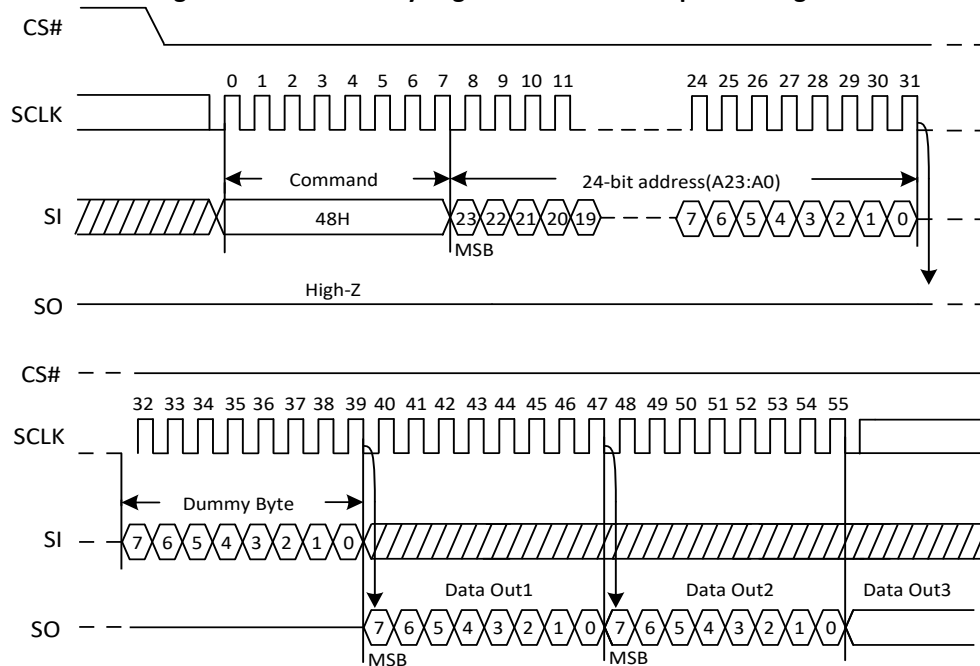 CS#
0 1 2 3 4 5 6 7 8 9 10 11 24 25 26 27 28 29 30 31
SCLK
Command 24-bit address(A23:A0)
SI 48H 23 22 21 20 19 7 6 5 4 3 2 1 0
MSB
High-Z
SO
CS#
32 33 34 35 36 37 38 39 40 41 42 43 44 45 46 47 48 49 50 51 52 53 54 55
SCLK
Dummy Byte
SI 7 6 5 4 3 2 1 0
Data Out1 Data Out2 Data Out3
SO 7 6 5 4 3 2 1 0 7 6 5 4 3 2 1 0
MSB MSB